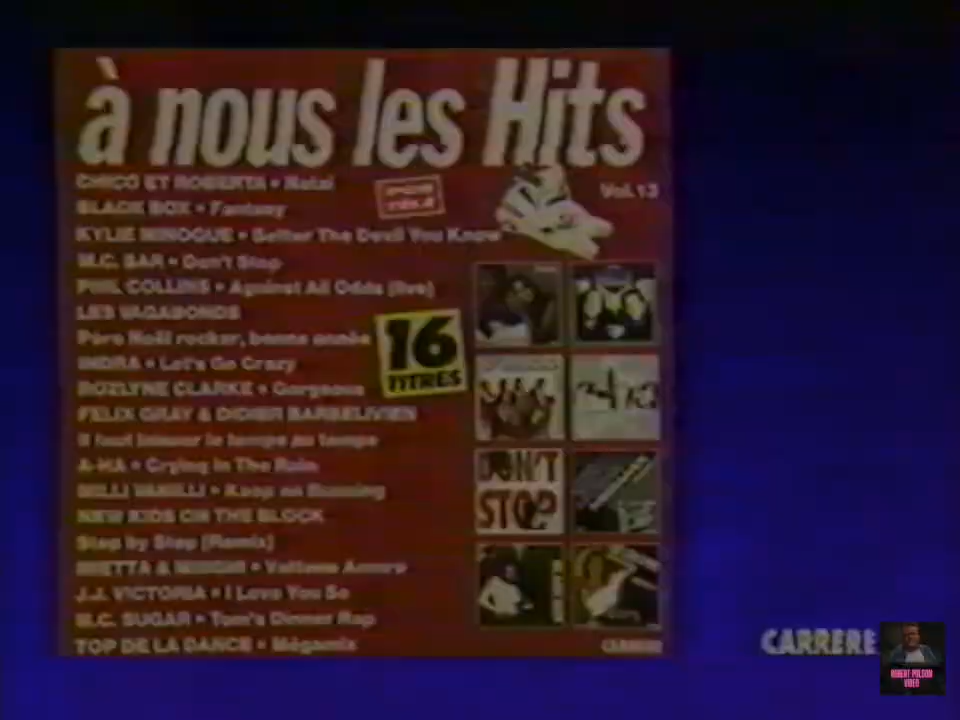 à nous les Hits
CHICO ET ROBERTA • Natal
Vol.13
BLACK BOX • Fantasy
KYLIE MINOGUE • Better The Devil You Know
M.C. SAR • Don't Stop
PHIL COLLINS • Against All Odds (live)
LES VAGABONDS
Père Noël rocker, bonne année
16
TITRES
INDRA • Let's Go Crazy
ROZLYNE CLARKE • Gorgeous
FELIX GRAY & DIDIER BARBELIVIEN
Il faut laisser le temps au temps
A-HA • Crying In The Rain
MILLI VANILLI • Keep on Running
NEW KIDS ON THE BLOCK
Step by Step (Remix)
J.J. VICTORIA • I Love You So
M.C. SUGAR • Tom's Dinner Rap
TOP DE LA DANCE • Mégamix
DON'T
STOP
CARRERE
CARRERE
ROBERT POLSON
VIDEO